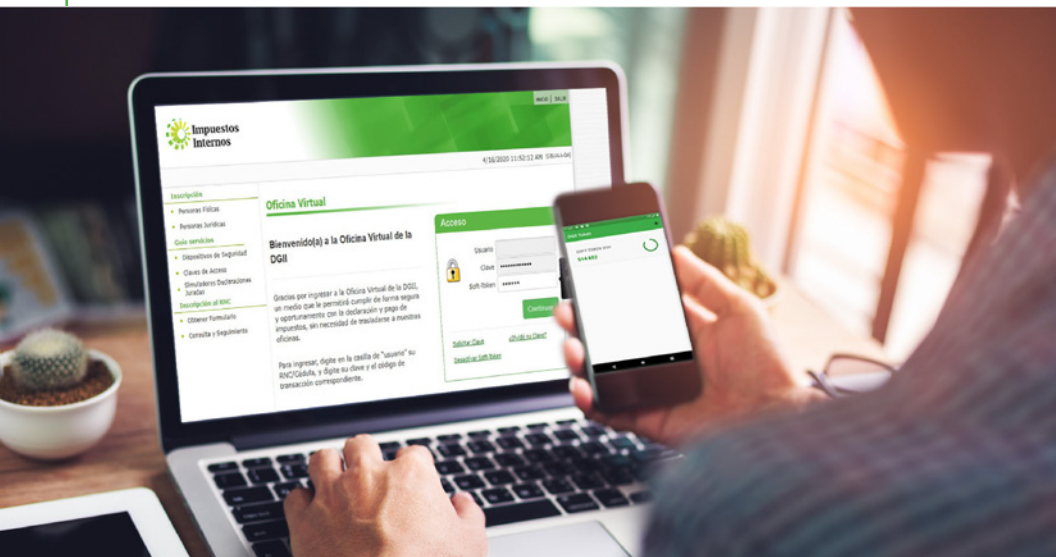 Impuestos
Internos
INICIO | SALIR
4/16/2020 11:52:12 AM
Inscripción
Personas Físicas
Personas Jurídicas
Guía servicios
Dispositivos de Seguridad
Claves de Acceso
Simuladores Declaraciones
Juradas
Inscripción al RNC
Obtener Formulario
Consulta y Seguimiento
Oficina Virtual
Bienvenido(a) a la Oficina Virtual de la
DGII
Gracias por ingresar a la Oficina Virtual de la DGII,
un medio que le permitirá cumplir de forma segura
y oportunamente con la declaración y pago de
impuestos, sin necesidad de trasladarse a nuestras
oficinas.
Para ingresar, digite en la casilla de "usuario" su
RNC/Cédula, y digite su clave y el código de
transacción correspondiente.
Acceso
Usuario
Clave
Soft-Token
Continuar
Solicitar Clave
¿Olvidó su Clave?
Desactivar Soft-Token